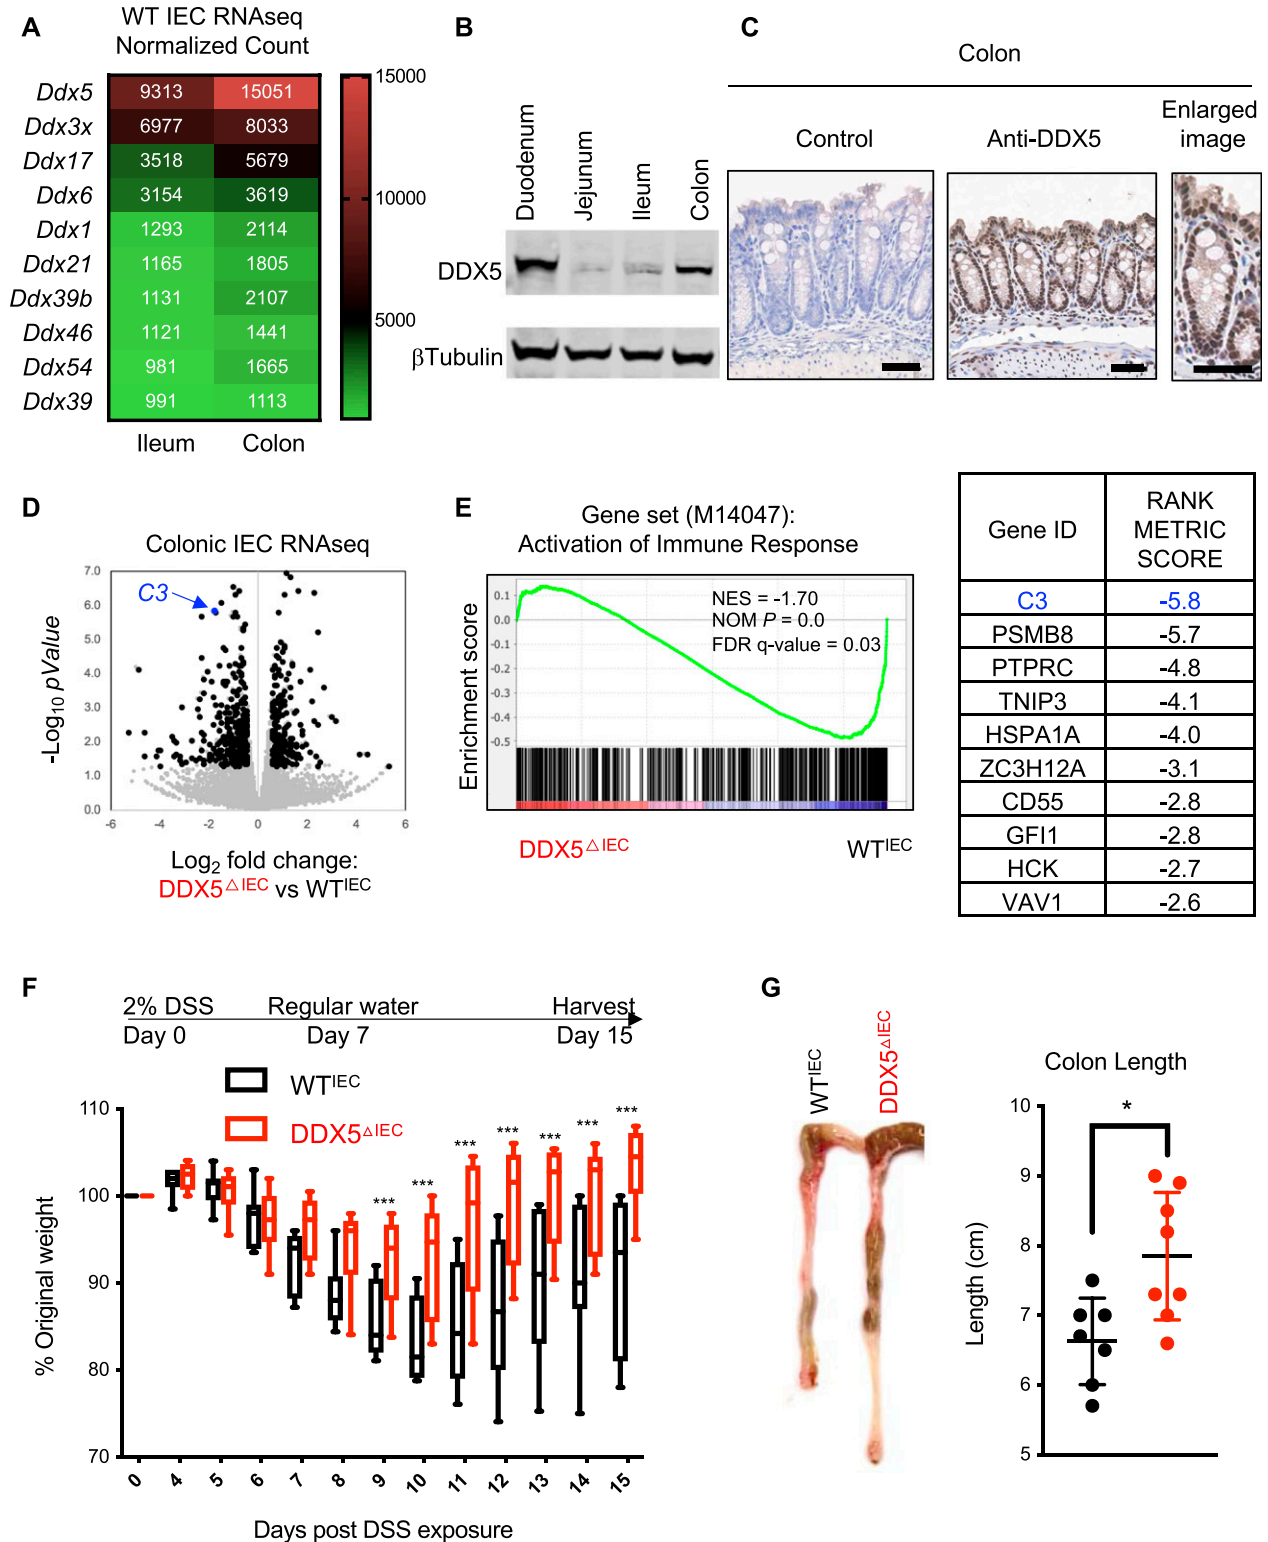 A
WT IEC RNAseq
Normalized Count
Ddx5 9313 15051
Ddx3x 6977 8033
Ddx17 3518 5679
Ddx6 3154 3619
Ddx1 1293 2114
Ddx21 1165 1805
Ddx39b 1131 2107
Ddx46 1121 1441
Ddx54 981 1665
Ddx39 991 1113
Ileum Colon
15000
10000
5000
B
Duodenum
Jejunum
Ileum
Colon
DDX5
βTubulin
C
Colon
Control
Anti-DDX5
Enlarged
image
D
Colonic IEC RNAseq
C3
-Log10 pValue
7.0
6.0
5.0
4.0
3.0
2.0
1.0
0.0
-6 -4 -2 0 2 4 6
Log2 fold change:
DDX5△IEC vs WTIEC
E
Gene set (M14047):
Activation of Immune Response
Enrichment score
0.1
0.0
-0.1
-0.2
-0.3
-0.4
-0.5
NES = -1.70
NOM P = 0.0
FDR q-value = 0.03
DDX5△IEC WTIEC
Gene ID RANK
METRIC
SCORE
C3 -5.8
PSMB8 -5.7
PTPRC -4.8
TNIP3 -4.1
HSPA1A -4.0
ZC3H12A -3.1
CD55 -2.8
GFI1 -2.8
HCK -2.7
VAV1 -2.6
F
2% DSS Regular water Harvest
Day 0 Day 7 Day 15
WTIEC
DDX5△IEC
% Original weight
110
100
90
80
70
*** *** *** *** *** *** ***
0 4 5 6 7 8 9 10 11 12 13 14 15
Days post DSS exposure
G
WTIEC
DDX5△IEC
Colon Length
*
Length (cm)
10
9
8
7
6
5